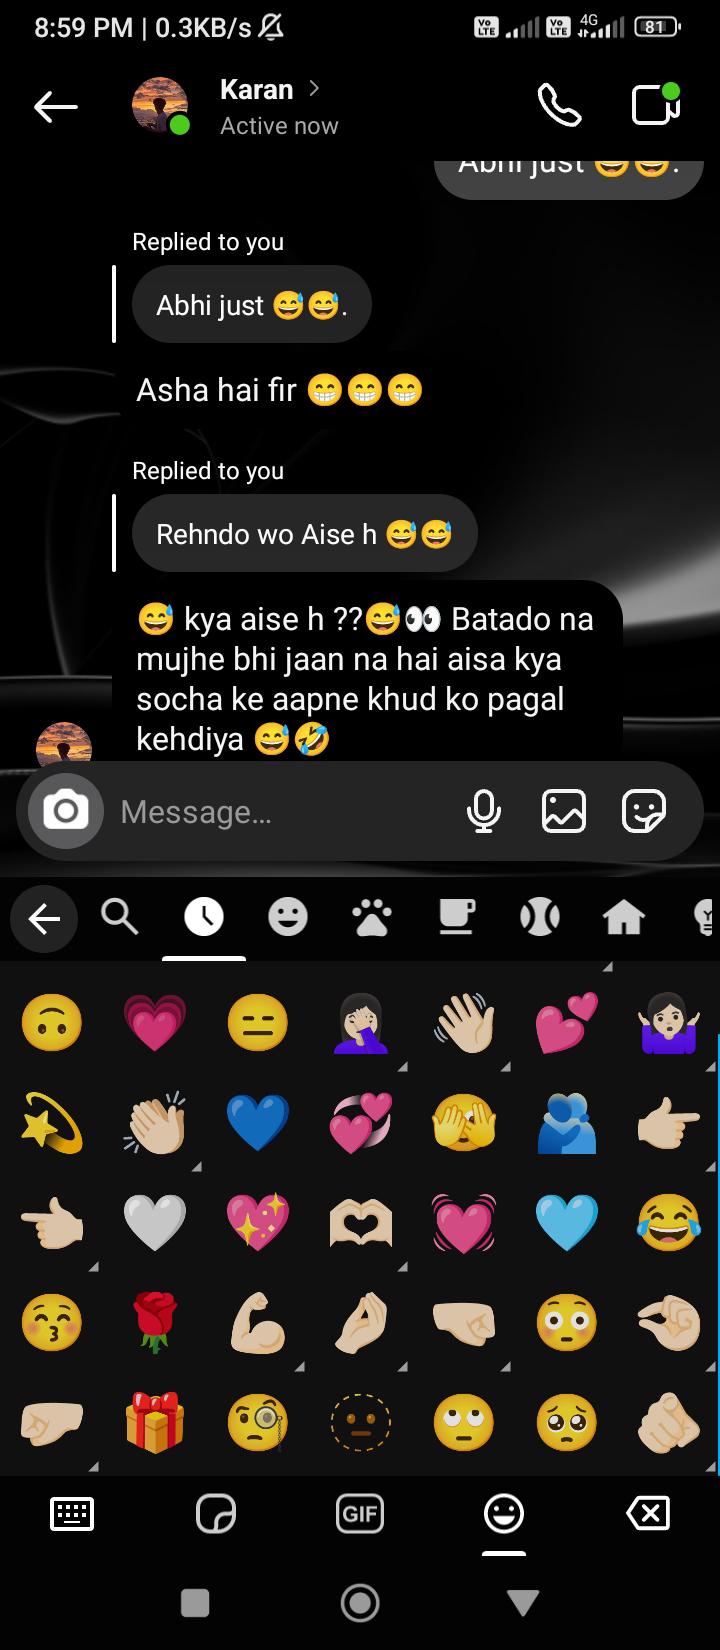 8:59 PM | 0.3KB/s
Vo LTE Vo LTE 4G 81
Karan
Active now
Abhi just 😅😅.
Replied to you
Abhi just 😅😅.
Asha hai fir 😁😁😁
Replied to you
Rehndo wo Aise h 😅😅
😅 kya aise h ??😅👀 Batado na
mujhe bhi jaan na hai aisa kya
socha ke aapne khud ko pagal
kehdiya 😅🤣
Message...
GIF